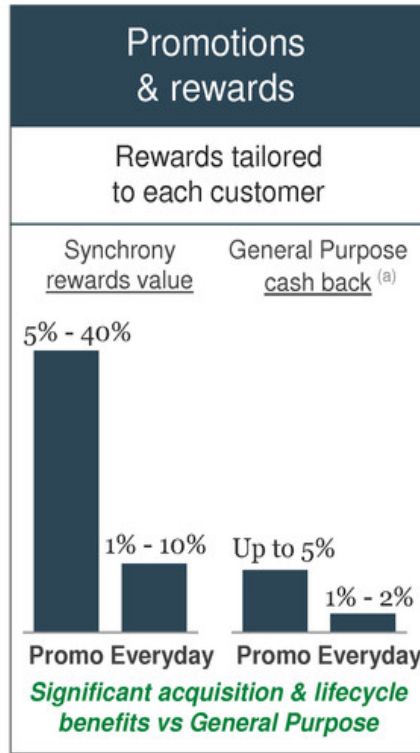 Promotions
& rewards
Rewards tailored
to each customer
Synchrony
rewards value
General Purpose
cash back (a)
5% - 40%
1% - 10%
Up to 5%
1% - 2%
Promo Everyday
Promo Everyday
Significant acquisition & lifecycle
benefits vs General Purpose